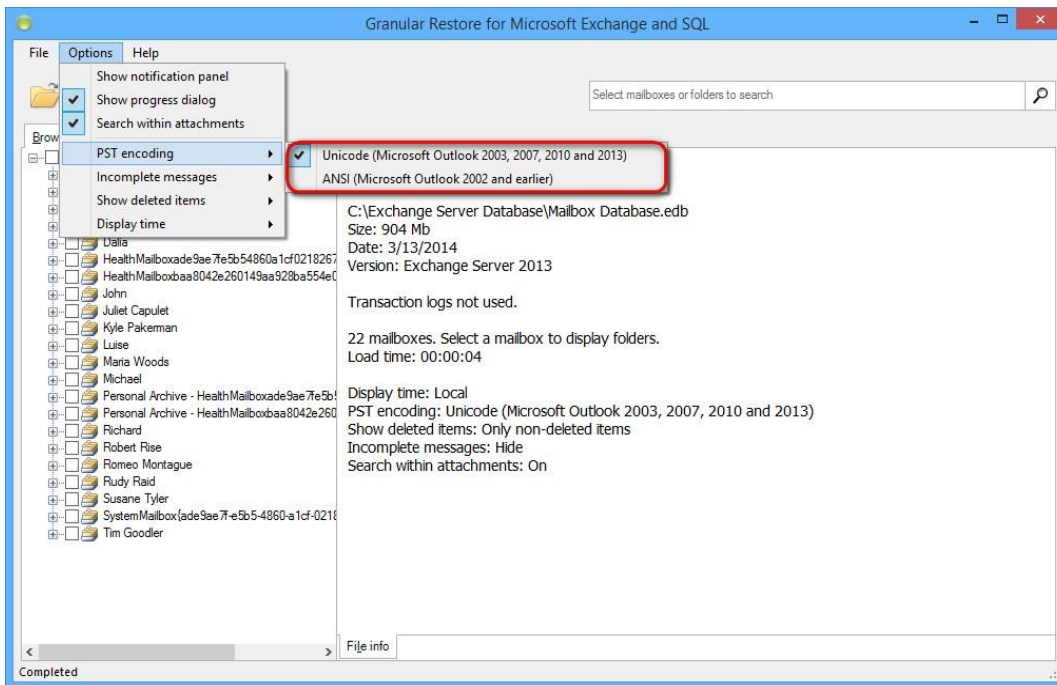 Granular Restore for Microsoft Exchange and SQL
File Options Help
Show notification panel
Show progress dialog
Search within attachments
PST encoding
Incomplete messages
Show deleted items
Display time
Unicode (Microsoft Outlook 2003, 2007, 2010 and 2013)
ANSI (Microsoft Outlook 2002 and earlier)
Select mailboxes or folders to search
Brow
Dalia
HealthMailboxade9ae7fe5b54860a1cf0218267
HealthMailboxbaa8042e260149aa928ba554e0
John
Juliet Capulet
Kyle Pakerman
Luise
Maria Woods
Michael
Personal Archive - HealthMailboxade9ae7fe5b5
Personal Archive - HealthMailboxbaa8042e260
Richard
Robert Rise
Romeo Montague
Rudy Raid
Susane Tyler
SystemMailbox{ade9ae7f-e5b5-4860-a1cf-0218
Tim Goodler
C:\Exchange Server Database\Mailbox Database.edb
Size: 904 Mb
Date: 3/13/2014
Version: Exchange Server 2013
Transaction logs not used.
22 mailboxes. Select a mailbox to display folders.
Load time: 00:00:04
Display time: Local
PST encoding: Unicode (Microsoft Outlook 2003, 2007, 2010 and 2013)
Show deleted items: Only non-deleted items
Incomplete messages: Hide
Search within attachments: On
File info
Completed